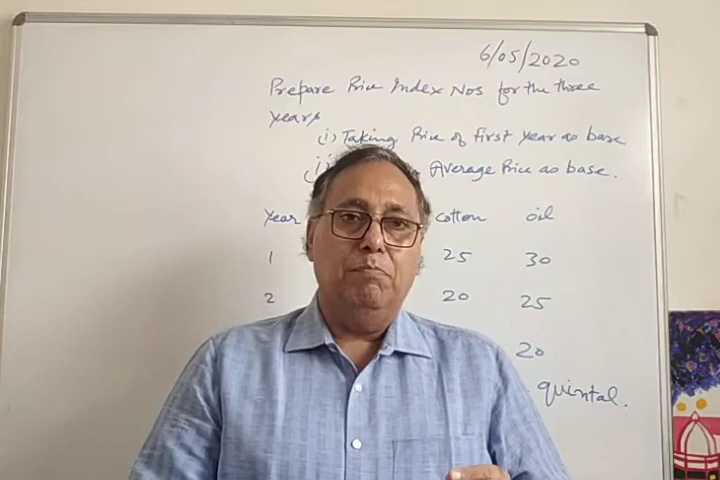 6/05/2020
Prepare Price Index Nos for the three
years
(i) Taking Price of First year as base
Average Price as base.
Year cotton oil
1 25 30
2 20 25
20
quintal.